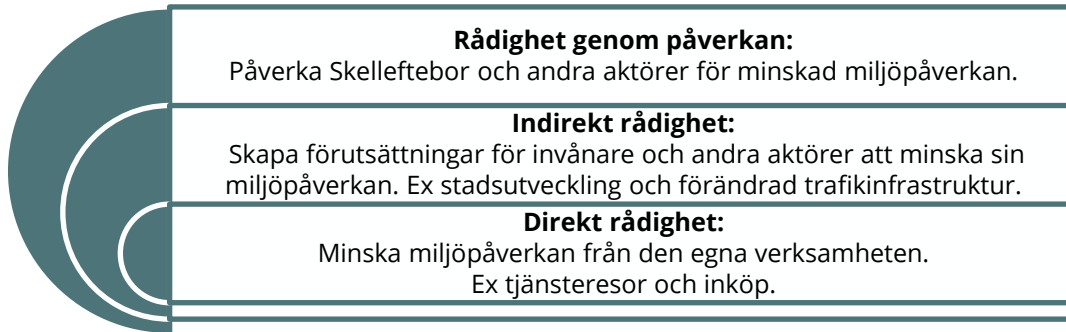 Rådighet genom påverkan:
Påverka Skelleftebor och andra aktörer för minskad miljöpåverkan.
Indirekt rådighet:
Skapa förutsättningar för invånare och andra aktörer att minska sin
miljöpåverkan. Ex stadsutveckling och förändrad trafikinfrastruktur.
Direkt rådighet:
Minska miljöpåverkan från den egna verksamheten.
Ex tjänsteresor och inköp.